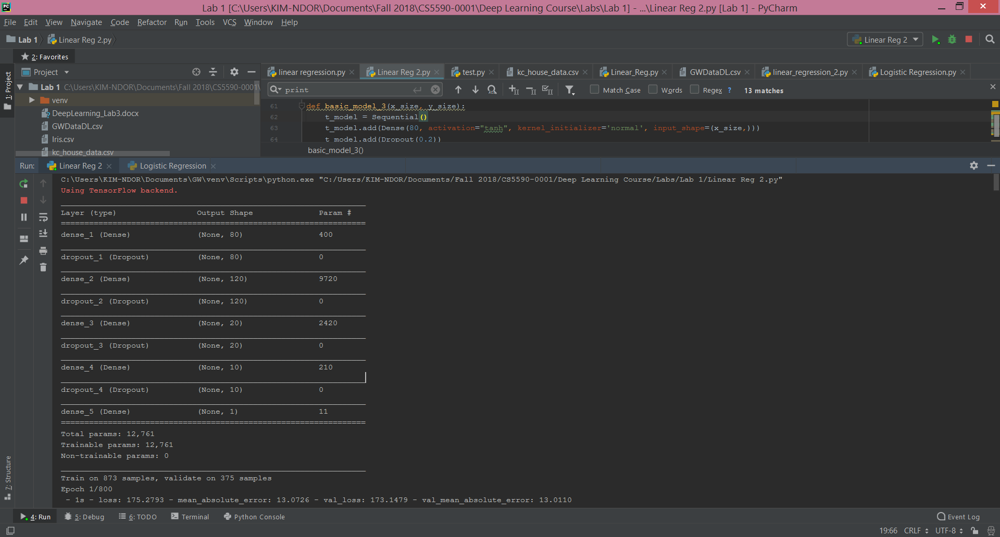 Lab 1 [C:\Users\KIM-NDOR\Documents\Fall 2018\CS5590-0001\Deep Learning Course\Labs\Lab 1] - ...\Linear Reg 2.py [Lab 1] - PyCharm
File Edit View Navigate Code Refactor Run Tools VCS Window Help
Lab 1 Linear Reg 2.py Linear Reg 2
2: Favorites
Project linear regression.py Linear Reg 2.py test.py kc_house_data.csv Linear_Reg.py GWDataDL.csv linear_regression_2.py Logistic Regression.py
1: Project
Lab 1 C:\Users\KIM-NDOR\Documents\Fall 2018\CS5590-0001\
print Match Case Words Regex ? 13 matches
venv
DeepLearning_Lab3.docx
GWDataDL.csv
Iris.csv
kc_house_data.csv
61 def basic_model_3(x_size, y_size):
62 t_model = Sequential()
63 t_model.add(Dense(80, activation="tanh", kernel_initializer='normal', input_shape=(x_size,)))
64 t_model.add(Dropout(0.2))
basic_model_3()
Run: Linear Reg 2 Logistic Regression
C:\Users\KIM-NDOR\Documents\GW\venv\Scripts\python.exe "C:/Users/KIM-NDOR/Documents/Fall 2018/CS5590-0001/Deep Learning Course/Labs/Lab 1/Linear Reg 2.py"
Using TensorFlow backend.
_________________________________________________________________
Layer (type) Output Shape Param #
=================================================================
dense_1 (Dense) (None, 80) 400
_________________________________________________________________
dropout_1 (Dropout) (None, 80) 0
_________________________________________________________________
dense_2 (Dense) (None, 120) 9720
_________________________________________________________________
dropout_2 (Dropout) (None, 120) 0
_________________________________________________________________
dense_3 (Dense) (None, 20) 2420
_________________________________________________________________
dropout_3 (Dropout) (None, 20) 0
_________________________________________________________________
dense_4 (Dense) (None, 10) 210
_________________________________________________________________
dropout_4 (Dropout) (None, 10) 0
_________________________________________________________________
dense_5 (Dense) (None, 1) 11
=================================================================
Total params: 12,761
Trainable params: 12,761
Non-trainable params: 0
_________________________________________________________________
Train on 873 samples, validate on 375 samples
Epoch 1/800
 - 1s - loss: 175.2793 - mean_absolute_error: 13.0726 - val_loss: 173.1479 - val_mean_absolute_error: 13.0110
7: Structure
4: Run 5: Debug 6: TODO Terminal Python Console Event Log
19:66 CRLF UTF-8